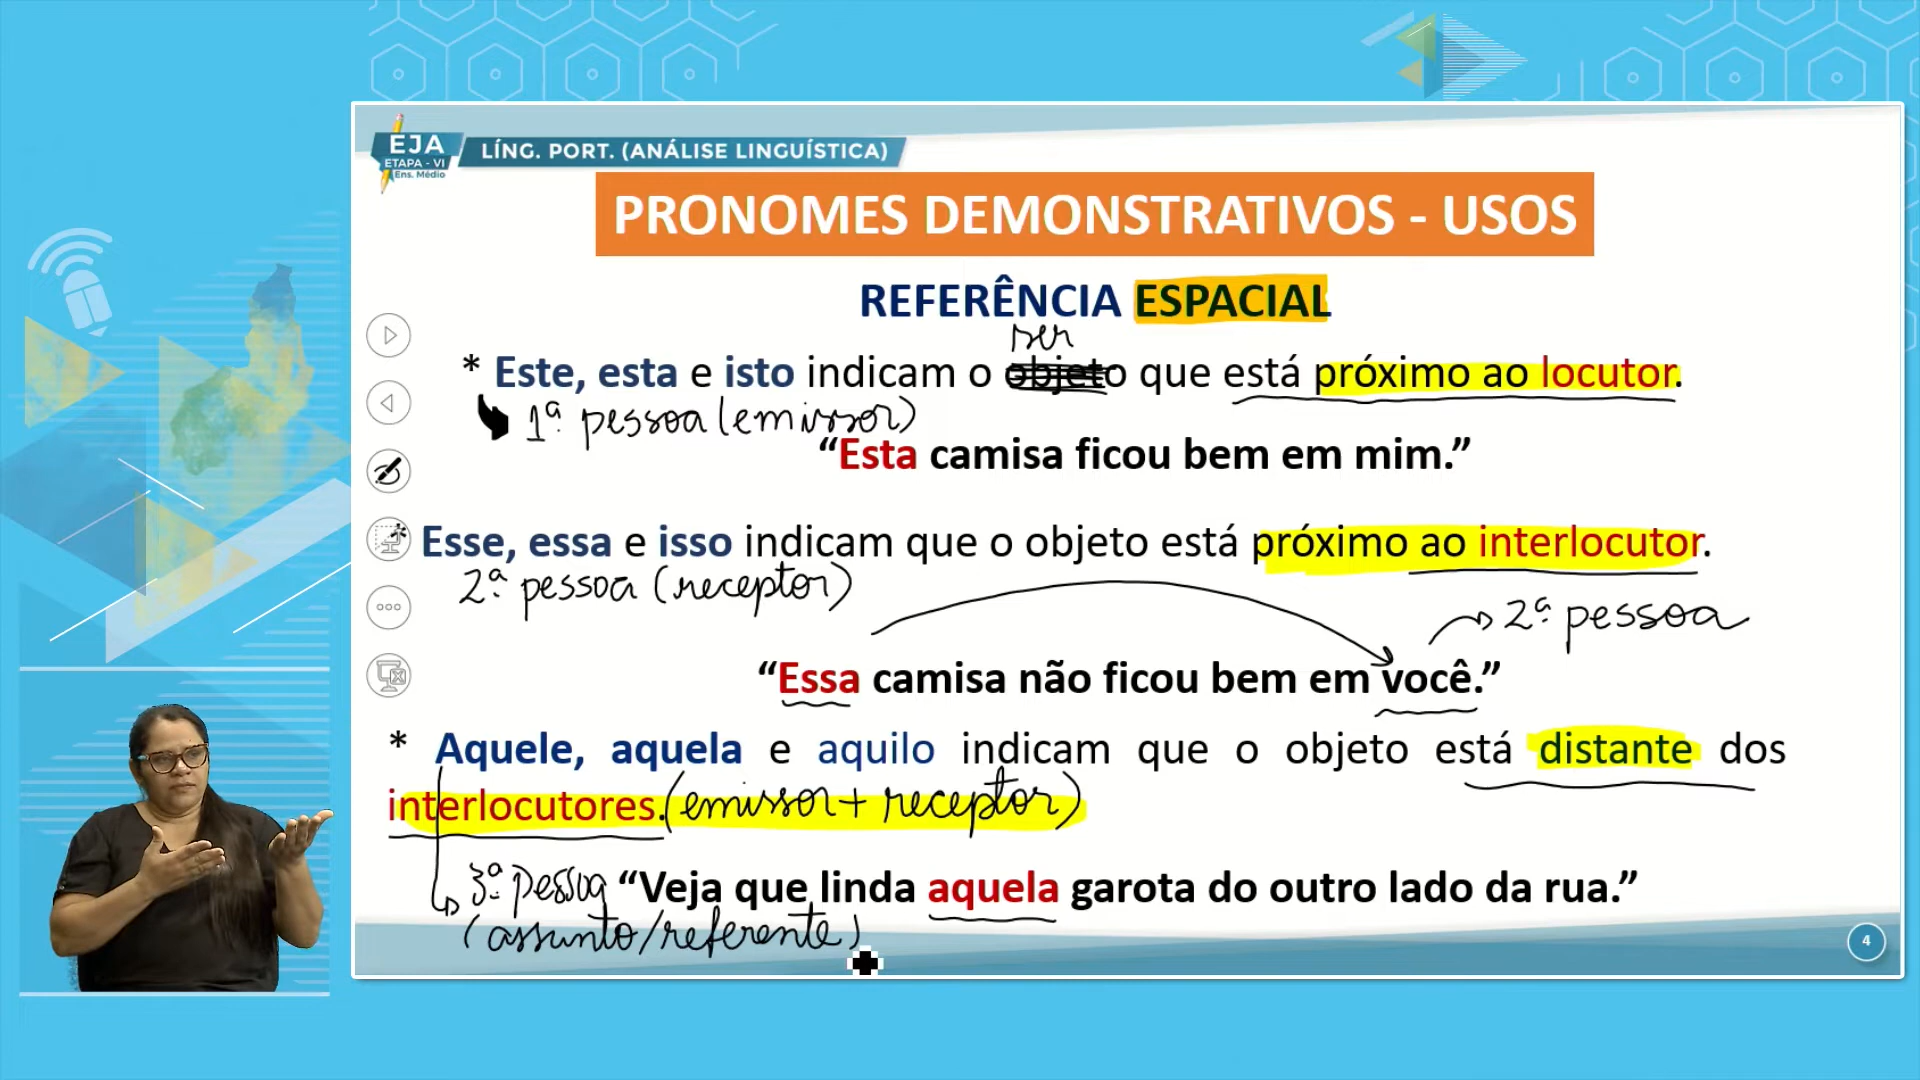 EJA
ETAPA - VI
Ens. Médio
LÍNG. PORT. (ANÁLISE LINGUÍSTICA)
PRONOMES DEMONSTRATIVOS - USOS
REFERÊNCIA ESPACIAL
ser
* Este, esta e isto indicam o objeto que está próximo ao locutor.
1ª pessoa (emissor)
“Esta camisa ficou bem em mim.”
* Esse, essa e isso indicam que o objeto está próximo ao interlocutor.
2ª pessoa (receptor)
2ª pessoa
“Essa camisa não ficou bem em você.”
* Aquele, aquela e aquilo indicam que o objeto está distante dos
interlocutores. (emissor + receptor)
3ª pessoa “Veja que linda aquela garota do outro lado da rua.”
(assunto/referente)
4